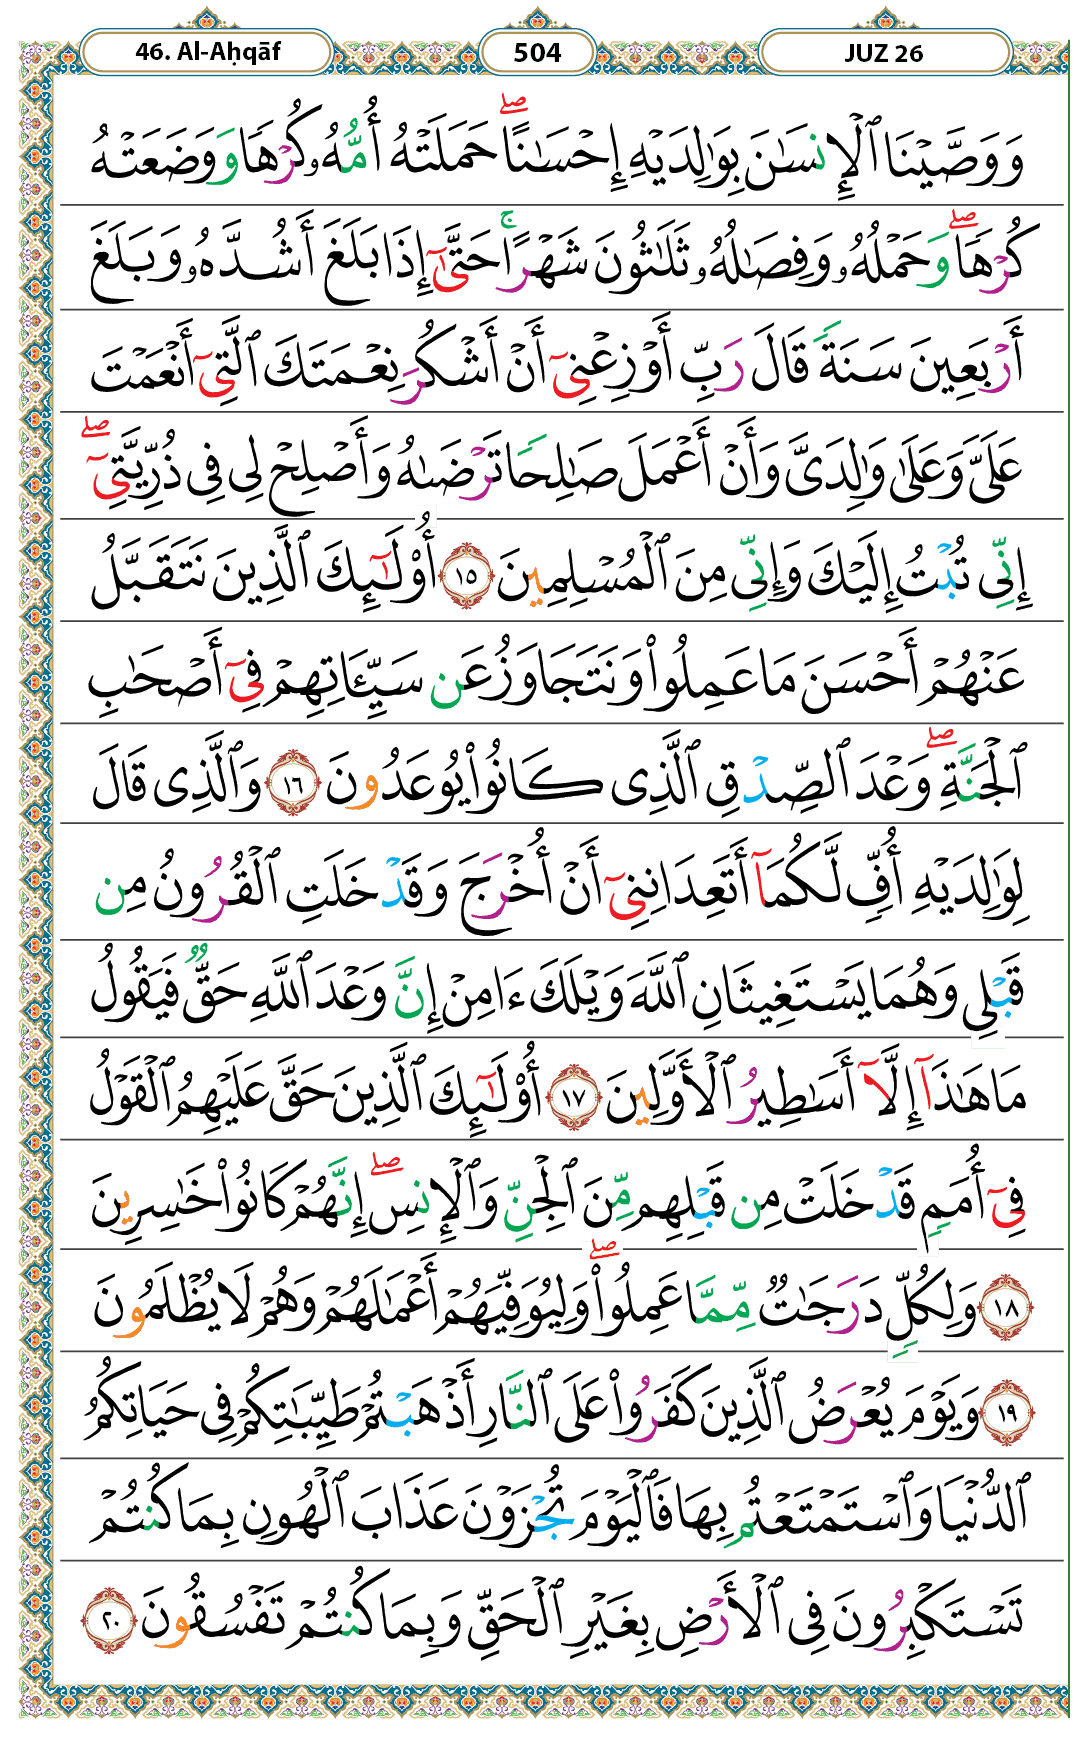 46. Al-Aḥqāf
504
JUZ 26
وَوَصَّيْنَا ٱلْإِنسَٰنَ بِوَٰلِدَيْهِ إِحْسَٰنًا ۖ حَمَلَتْهُ أُمُّهُۥ كُرْهًا وَوَضَعَتْهُ
كُرْهًا ۖ وَحَمْلُهُۥ وَفِصَٰلُهُۥ ثَلَٰثُونَ شَهْرًا ۚ حَتَّىٰٓ إِذَا بَلَغَ أَشُدَّهُۥ وَبَلَغَ
أَرْبَعِينَ سَنَةً قَالَ رَبِّ أَوْزِعْنِىٓ أَنْ أَشْكُرَ نِعْمَتَكَ ٱلَّتِىٓ أَنْعَمْتَ
عَلَىَّ وَعَلَىٰ وَٰلِدَىَّ وَأَنْ أَعْمَلَ صَٰلِحًا تَرْضَىٰهُ وَأَصْلِحْ لِى فِى ذُرِّيَّتِىٓ ۖ
إِنِّى تُبْتُ إِلَيْكَ وَإِنِّى مِنَ ٱلْمُسْلِمِينَ ١٥ أُو۟لَٰٓئِكَ ٱلَّذِينَ نَتَقَبَّلُ
عَنْهُمْ أَحْسَنَ مَا عَمِلُوا۟ وَنَتَجَاوَزُ عَن سَيِّـَٔاتِهِمْ فِىٓ أَصْحَٰبِ
ٱلْجَنَّةِ ۖ وَعْدَ ٱلصِّدْقِ ٱلَّذِى كَانُوا۟ يُوعَدُونَ ١٦ وَٱلَّذِى قَالَ
لِوَٰلِدَيْهِ أُفٍّ لَّكُمَآ أَتَعِدَانِنِىٓ أَنْ أُخْرَجَ وَقَدْ خَلَتِ ٱلْقُرُونُ مِن
قَبْلِى وَهُمَا يَسْتَغِيثَانِ ٱللَّهَ وَيْلَكَ ءَامِنْ إِنَّ وَعْدَ ٱللَّهِ حَقٌّ فَيَقُولُ
مَا هَٰذَآ إِلَّآ أَسَٰطِيرُ ٱلْأَوَّلِينَ ١٧ أُو۟لَٰٓئِكَ ٱلَّذِينَ حَقَّ عَلَيْهِمُ ٱلْقَوْلُ
فِىٓ أُمَمٍ قَدْ خَلَتْ مِن قَبْلِهِم مِّنَ ٱلْجِنِّ وَٱلْإِنسِ ۖ إِنَّهُمْ كَانُوا۟ خَٰسِرِينَ
١٨ وَلِكُلٍّ دَرَجَٰتٌ مِّمَّا عَمِلُوا۟ ۖ وَلِيُوَفِّيَهُمْ أَعْمَٰلَهُمْ وَهُمْ لَا يُظْلَمُونَ
١٩ وَيَوْمَ يُعْرَضُ ٱلَّذِينَ كَفَرُوا۟ عَلَى ٱلنَّارِ أَذْهَبْتُمْ طَيِّبَٰتِكُمْ فِى حَيَاتِكُمُ
ٱلدُّنْيَا وَٱسْتَمْتَعْتُم بِهَا فَٱلْيَوْمَ تُجْزَوْنَ عَذَابَ ٱلْهُونِ بِمَا كُنتُمْ
تَسْتَكْبِرُونَ فِى ٱلْأَرْضِ بِغَيْرِ ٱلْحَقِّ وَبِمَا كُنتُمْ تَفْسُقُونَ ٢٠